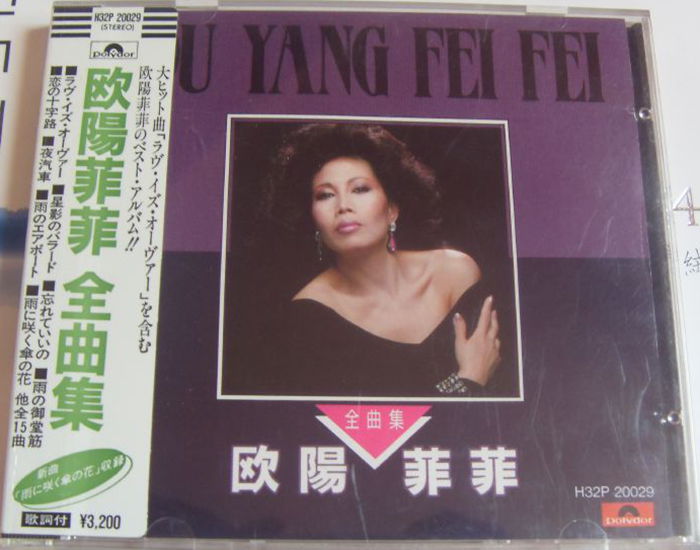 H32P 20029
(STEREO)
Polydor
欧陽菲菲 全曲集
大ヒット曲「ラヴ・イズ・オーヴァー」を含む
欧陽菲菲のベスト・アルバム!!
■ラヴ・イズ・オーヴァー ■星影のバラード ■忘れていいの ■雨の御堂筋
■恋の十字路 ■夜汽車 ■雨のエアポート ■雨に咲く傘の花 他全15曲
新曲
「雨に咲く傘の花」収録
歌詞付 ¥3,200
U YANG FEI FEI
全曲集
欧陽 菲菲
H32P 20029
Polydor
4